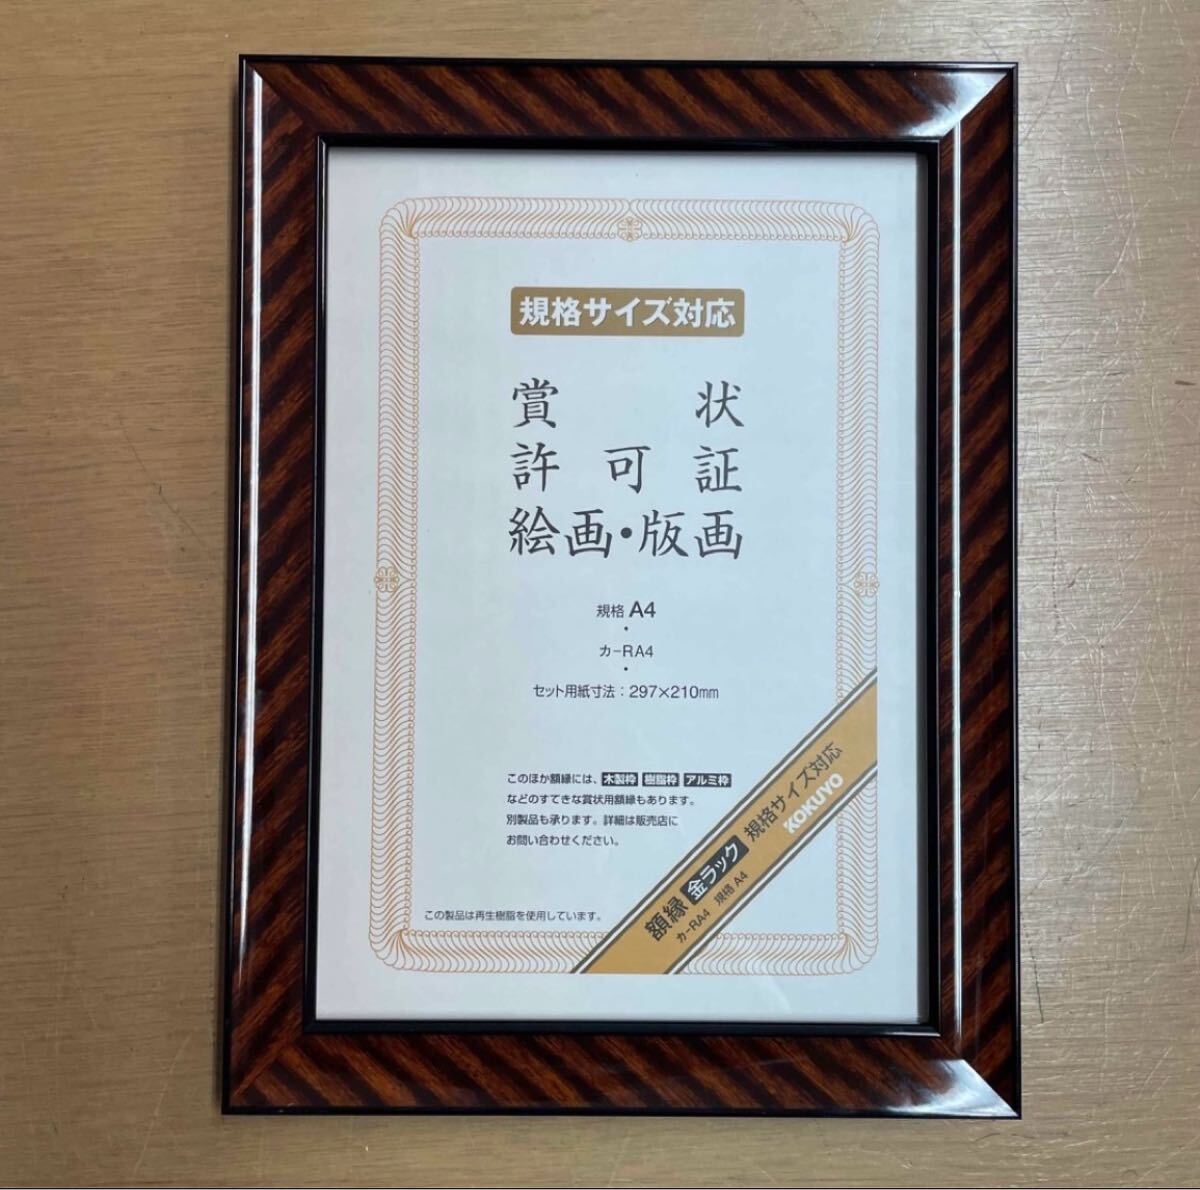 規格サイズ対応
賞状
許可証
絵画・版画
規格 A4
・
カ-RA4
・
セット用紙寸法：297×210mm
このほか額縁には、木製枠 樹脂枠 アルミ枠
などのすてきな賞状用額縁もあります。
別製品も承ります。詳細は販売店に
お問い合わせください。
この製品は再生樹脂を使用しています。
額縁 金ラック 規格サイズ対応
カ-RA4 規格 A4
KOKUYO